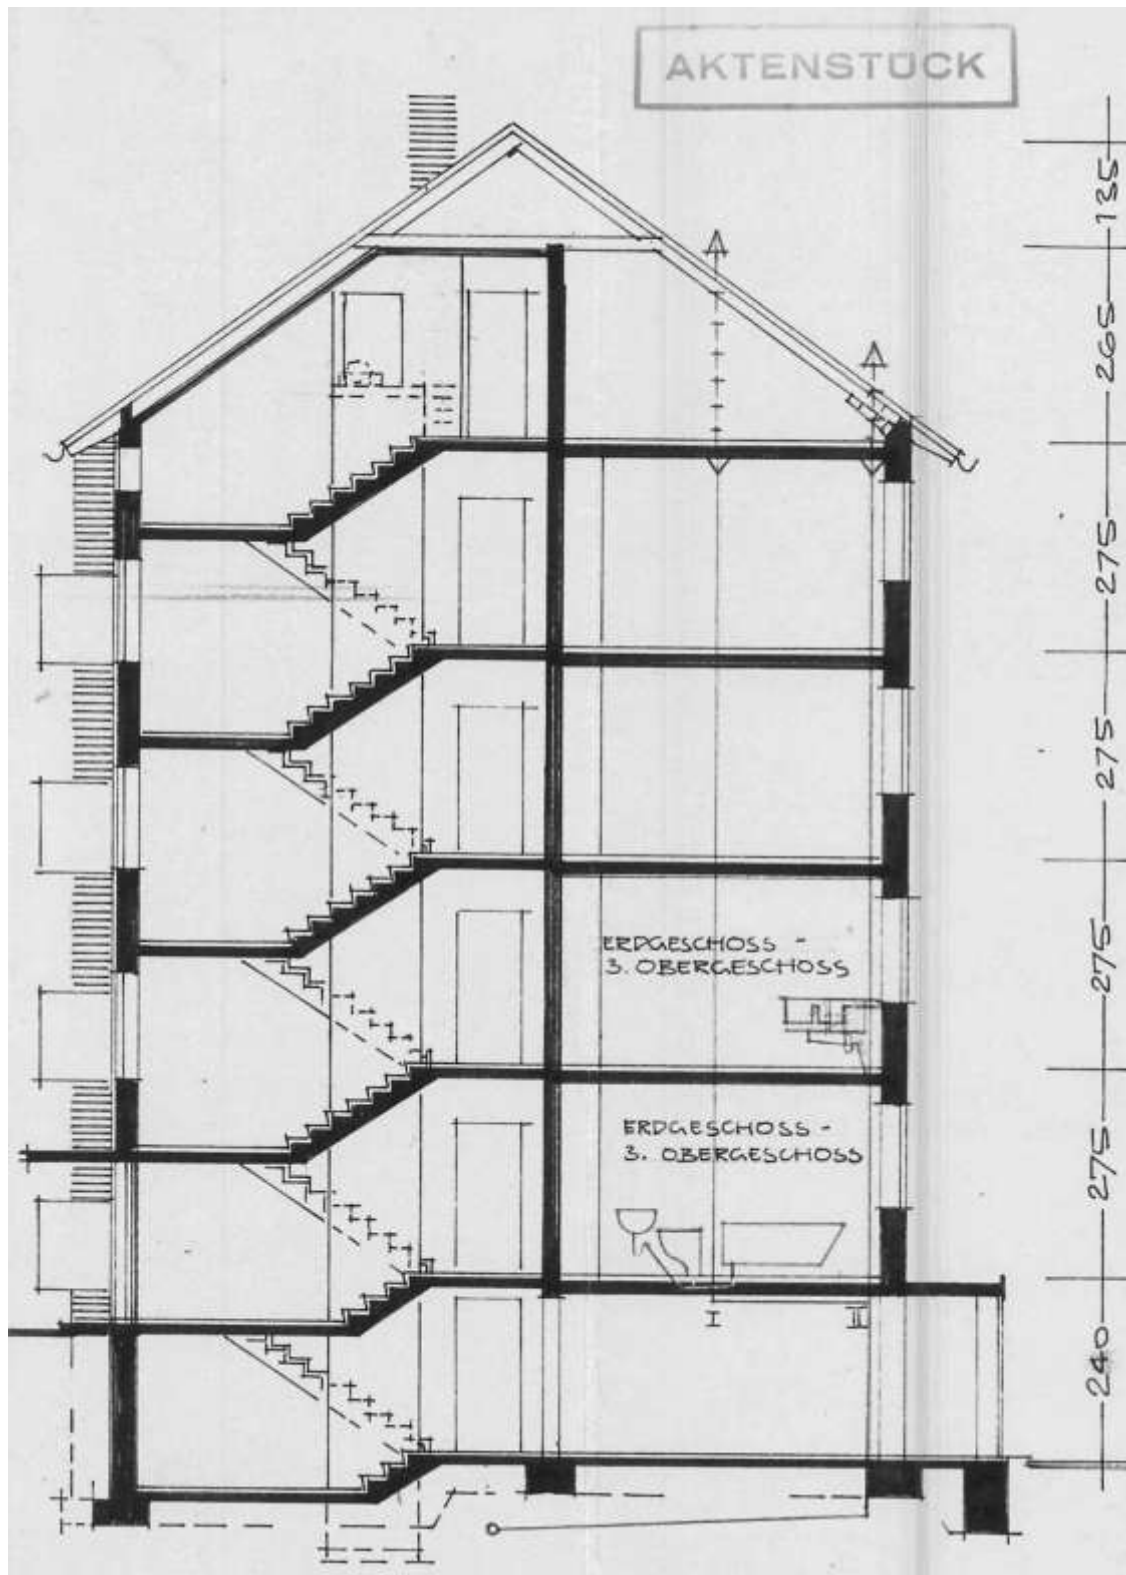 AKTENSTÜCK
135
265
275
275
ERDGESCHOSS -
3. OBERGESCHOSS
275
ERDGESCHOSS -
3. OBERGESCHOSS
275
I
II
240